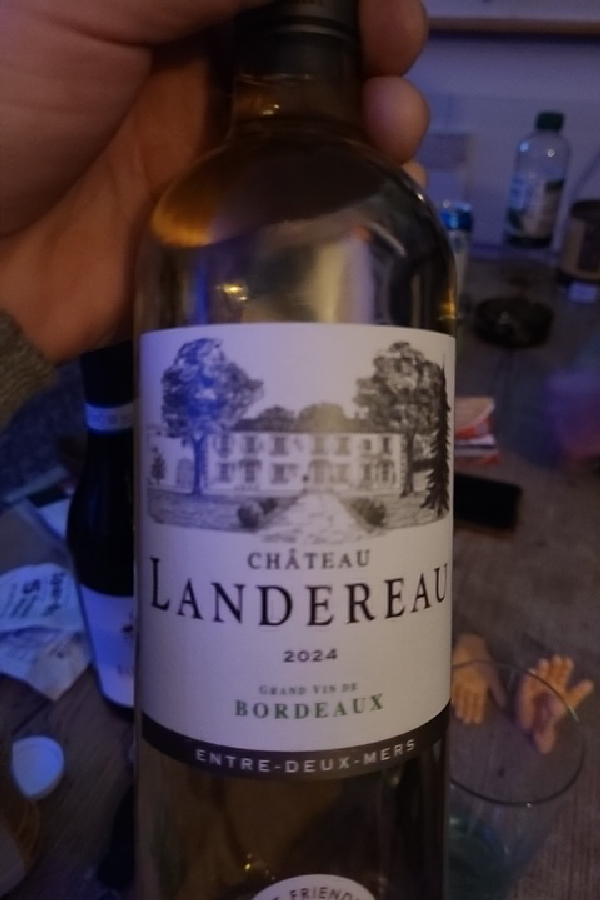 CHÂTEAU
LANDEREAU
2024
GRAND VIN DE
BORDEAUX
ENTRE-DEUX-MERS